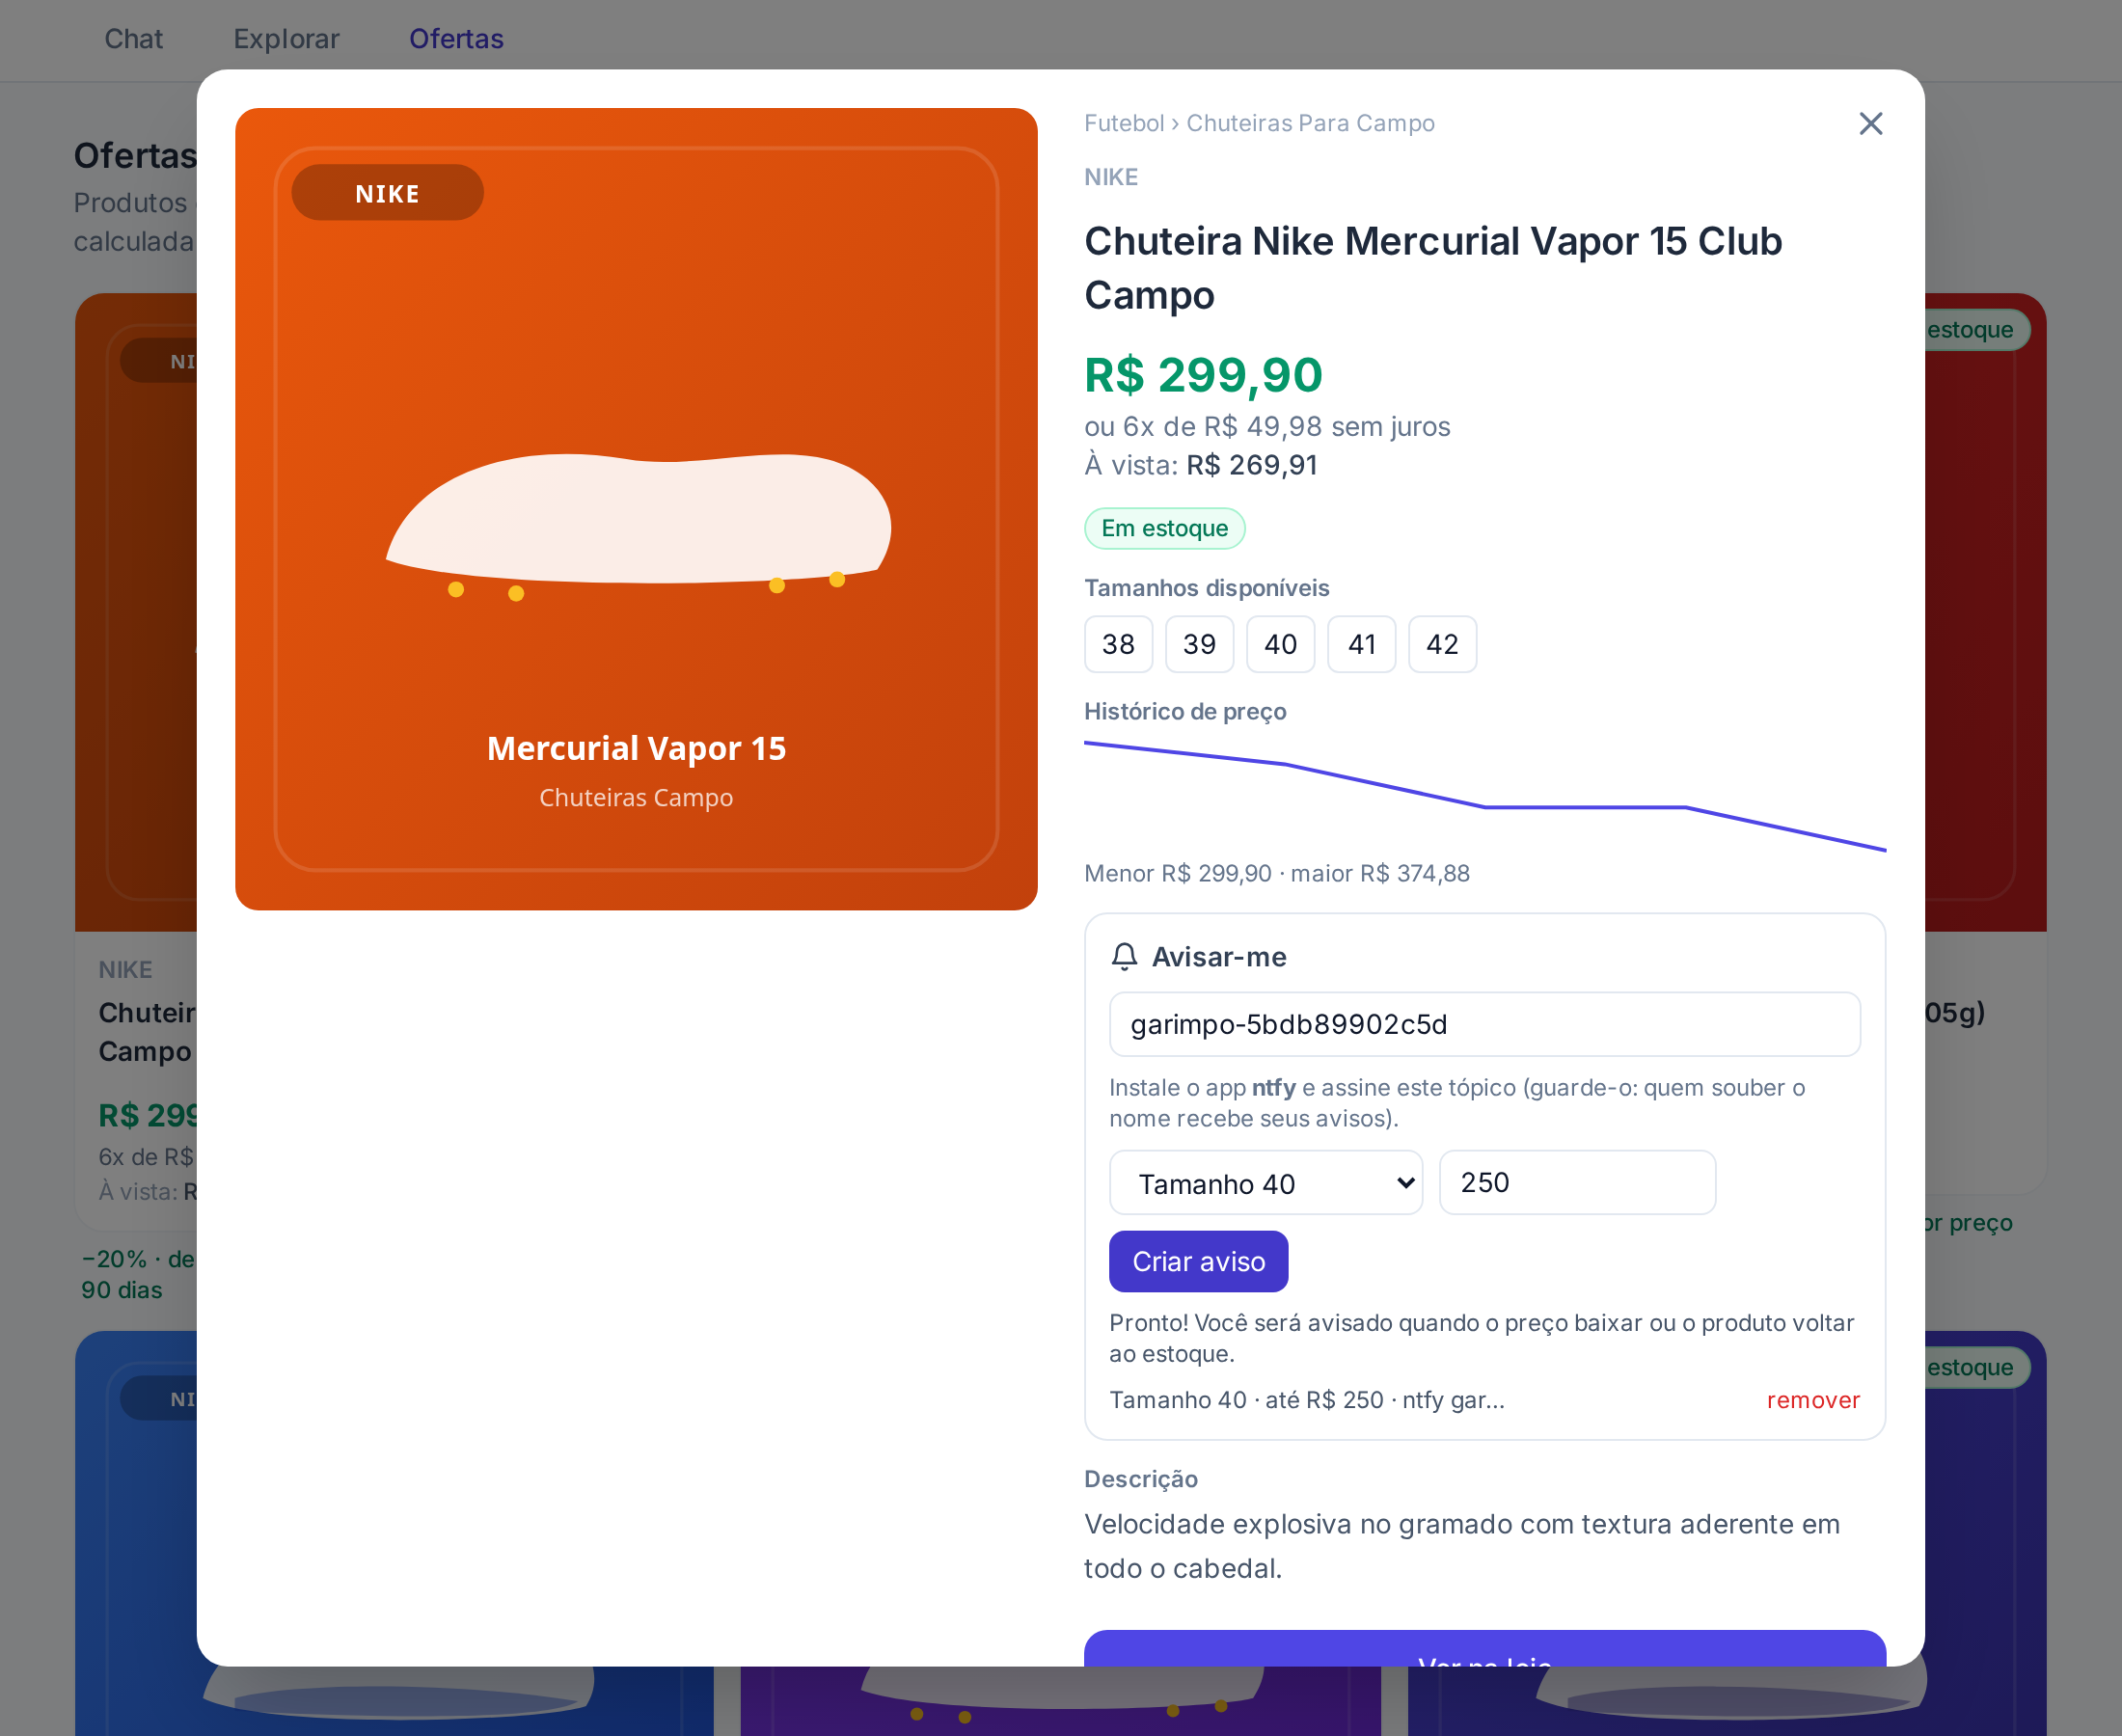 Chat
Explorar
Ofertas
Ofertas
Produtos
calculada
NIKE
Chuteir
Campo
R$ 299
6x de R$
À vista: R
−20% · de
90 dias
NIKE
Mercurial Vapor 15
Chuteiras Campo
Futebol › Chuteiras Para Campo
NIKE
Chuteira Nike Mercurial Vapor 15 Club
Campo
R$ 299,90
ou 6x de R$ 49,98 sem juros
À vista: R$ 269,91
Em estoque
Tamanhos disponíveis
38
39
40
41
42
Histórico de preço
Menor R$ 299,90 · maior R$ 374,88
Avisar-me
garimpo-5bdb89902c5d
Instale o app ntfy e assine este tópico (guarde-o: quem souber o
nome recebe seus avisos).
Tamanho 40
250
Criar aviso
Pronto! Você será avisado quando o preço baixar ou o produto voltar
ao estoque.
Tamanho 40 · até R$ 250 · ntfy gar...
remover
Descrição
Velocidade explosiva no gramado com textura aderente em
todo o cabedal.
Ver na loja
estoque
05g)
or preço
estoque